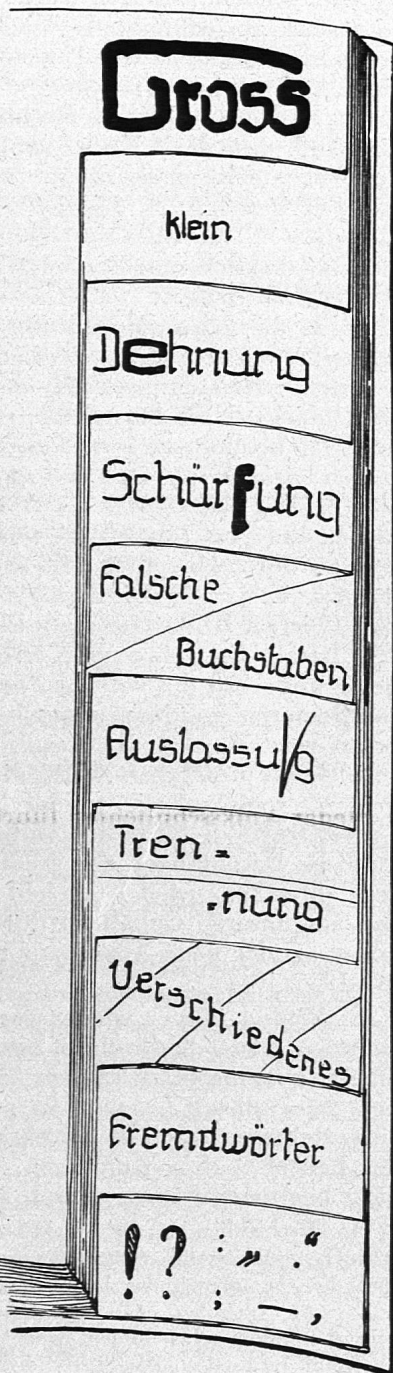 Gross
klein
Dehnung
Schärfung
Falsche
Buchstaben
Auslassu/g
Tren=
=nung
Verschiedenes
Fremdwörter
! ? : » . “
; — ,